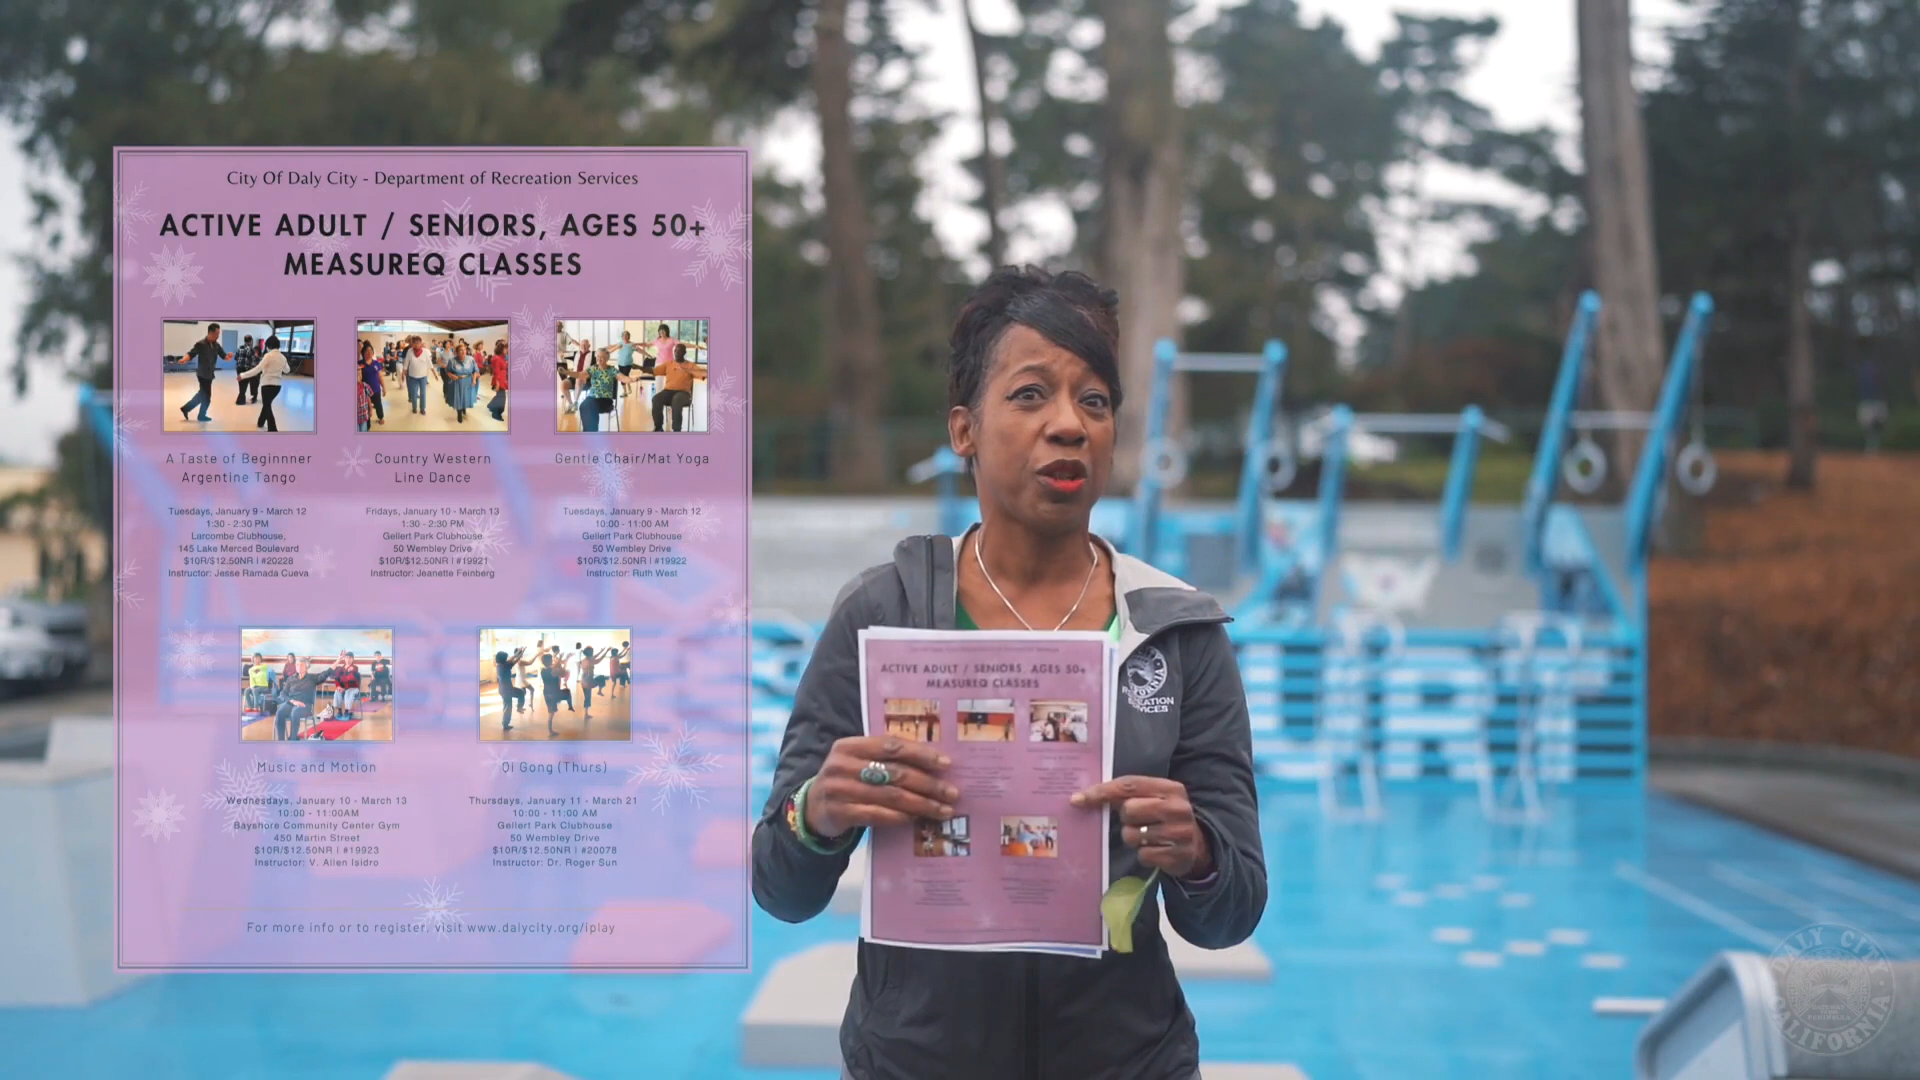 City Of Daly City - Department of Recreation Services
ACTIVE ADULT / SENIORS, AGES 50+
MEASUREQ CLASSES
A Taste of Beginnner
Argentine Tango
Tuesdays, January 9 - March 12
1:30 - 2:30 PM
Larcombe Clubhouse,
145 Lake Merced Boulevard
$10R/$12.50NR | #20228
Instructor: Jesse Ramada Cueva
Country Western
Line Dance
Fridays, January 10 - March 13
1:30 - 2:30 PM
Gellert Park Clubhouse
50 Wembley Drive
$10R/$12.50NR | #19921
Instructor: Jeanette Feinberg
Gentle Chair/Mat Yoga
Tuesdays, January 9 - March 12
10:00 - 11:00 AM
Gellert Park Clubhouse
50 Wembley Drive
$10R/$12.50NR | #19922
Instructor: Ruth West
Music and Motion
Wednesdays, January 10 - March 13
10:00 - 11:00AM
Bayshore Community Center Gym
450 Martin Street
$10R/$12.50NR | #19923
Instructor: V. Allen Isidro
Qi Gong (Thurs)
Thursdays, January 11 - March 21
10:00 - 11:00 AM
Gellert Park Clubhouse
50 Wembley Drive
$10R/$12.50NR | #20078
Instructor: Dr. Roger Sun
For more info or to register, visit www.dalycity.org/iplay
ACTIVE ADULT / SENIORS, AGES 50+
MEASUREQ CLASSES
DALY CITY
CALIFORNIA